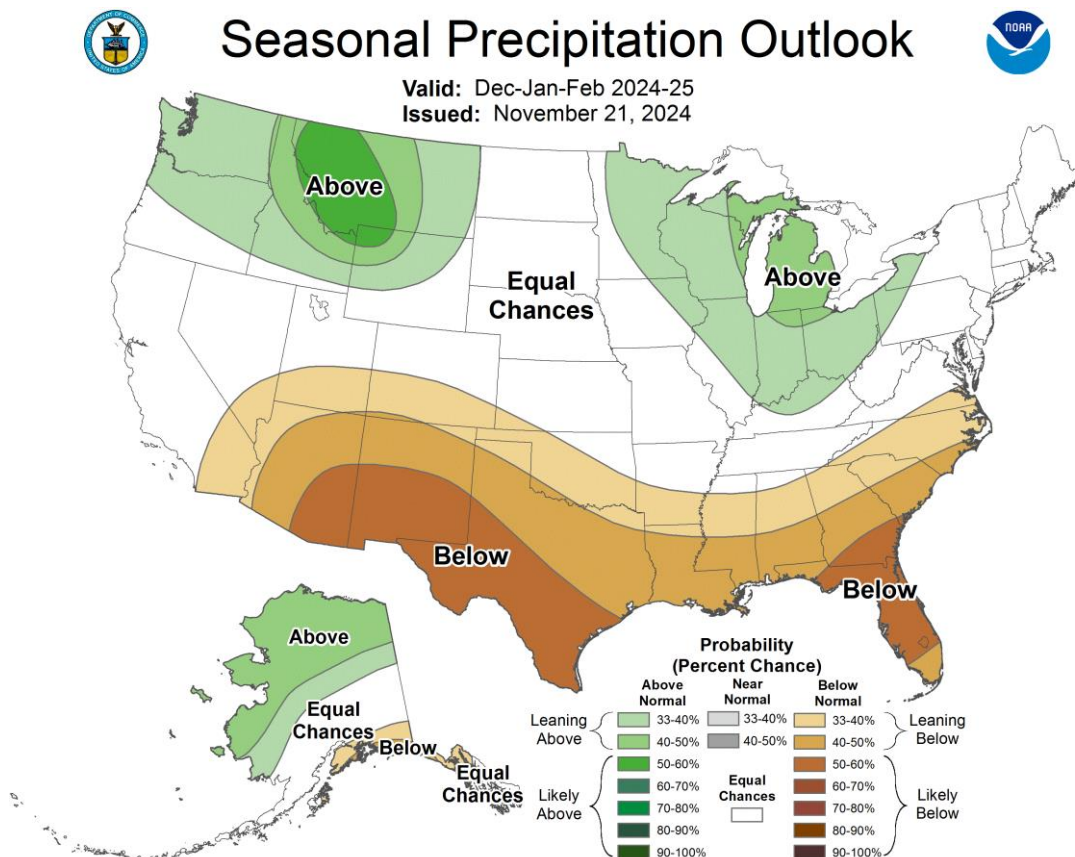 Seasonal Precipitation Outlook
NOAA
Valid: Dec-Jan-Feb 2024-25
Issued: November 21, 2024
Above
Equal
Chances
Above
Below
Below
Above
Equal
Chances
Below
Equal
Chances
Probability
(Percent Chance)
Above
Normal
Near
Normal
Below
Normal
Leaning
Above
33-40% 33-40% 33-40%
40-50% 40-50% 40-50%
Leaning
Below
Likely
Above
50-60% 50-60%
60-70% 60-70%
70-80% 70-80%
80-90% 80-90%
90-100% 90-100%
Equal
Chances
Likely
Below